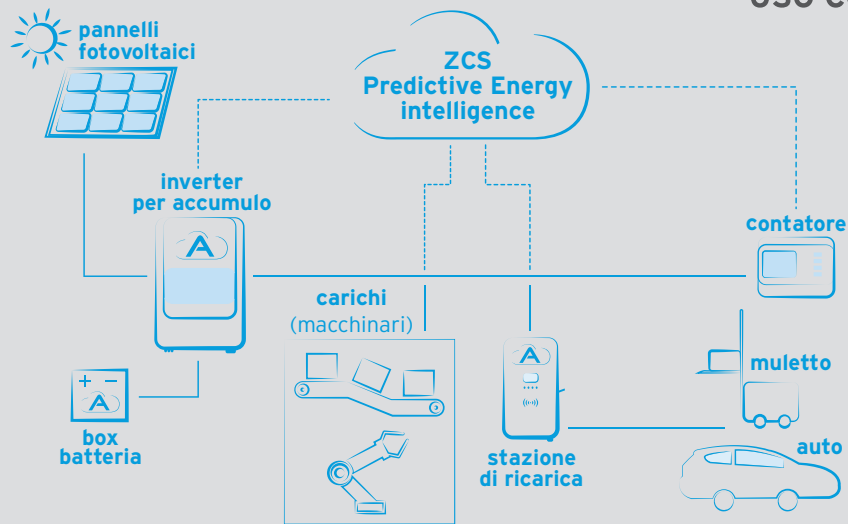 pannelli
fotovoltaici
ZCS
Predictive Energy
intelligence
inverter
per accumulo
contatore
carichi
(macchinari)
muletto
box
batteria
stazione
di ricarica
auto